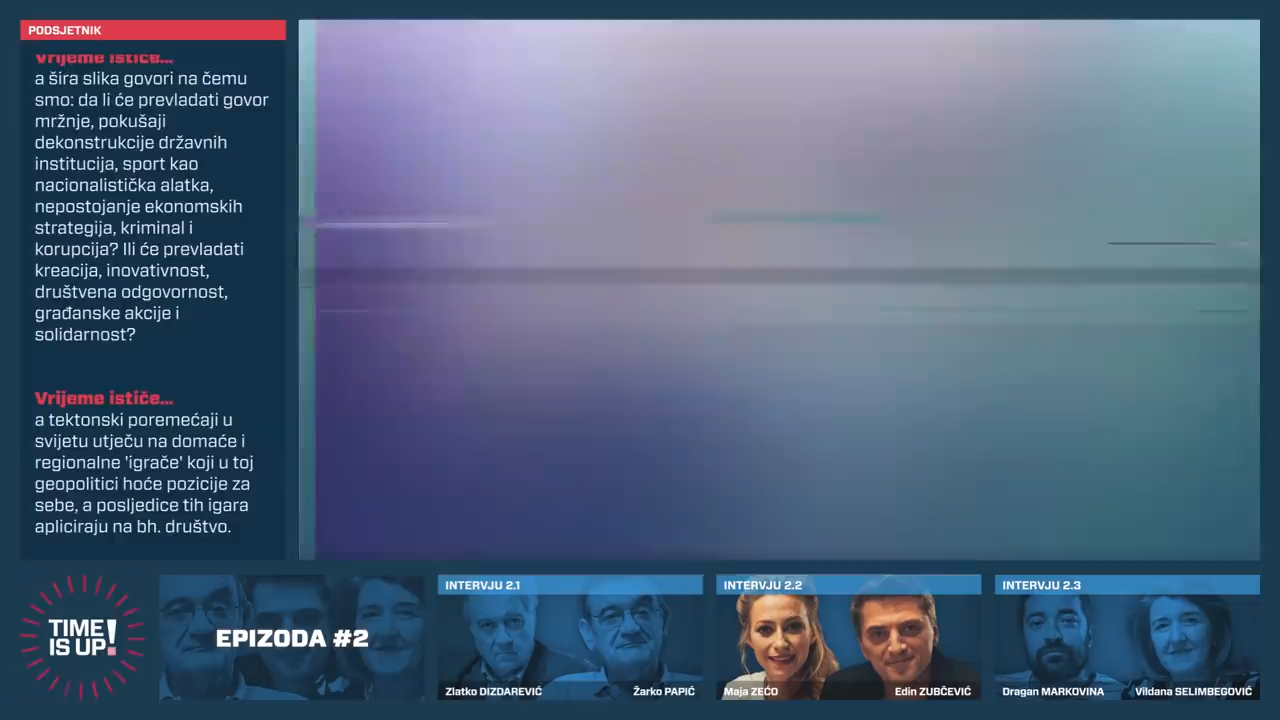 PODSJETNIK
Vrijeme ističe...
a šira slika govori na čemu
smo: da li će prevladati govor
mržnje, pokušaji
dekonstrukcije državnih
institucija, sport kao
nacionalistička alatka,
nepostojanje ekonomskih
strategija, kriminal i
korupcija? Ili će prevladati
kreacija, inovativnost,
društvena odgovornost,
građanske akcije i
solidarnost?
Vrijeme ističe...
a tektonski poremećaji u
svijetu utječu na domaće i
regionalne 'igrače' koji u toj
geopolitici hoće pozicije za
sebe, a posljedice tih igara
apliciraju na bh. društvo.
TIME
IS UP!
EPIZODA #2
INTERVJU 2.1
Zlatko DIZDAREVIĆ
Žarko PAPIĆ
INTERVJU 2.2
Maja ZEĆO
Edin ZUBČEVIĆ
INTERVJU 2.3
Dragan MARKOVINA
Vildana SELIMBEGOVIĆ